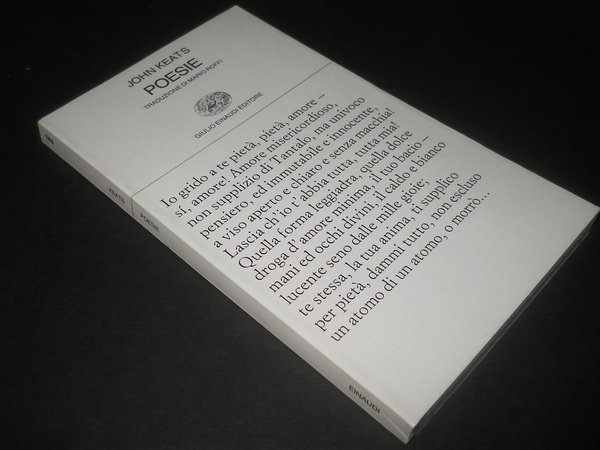 JOHN KEATS
POESIE
TRADUZIONE DI MARIO ROFFI
GIULIO EINAUDI EDITORE
Io grido a te pietà, pietà, amore –
sí, amore! Amore misericordioso,
non supplizio di Tantalo, ma univoco
pensiero, ed immutabile e innocente,
a viso aperto e chiaro e senza macchia!
Lascia ch'io t'abbia tutta, tutta mia!
Quella forma leggiadra, quella dolce
droga d'amore minima, il tuo bacio –
mani ed occhi divini, il caldo e bianco
lucente seno dalle mille gioie;
te stessa, la tua anima, ti supplico
per pietà, dammi tutto, non escluso
un atomo di un atomo, o morrò...
KEATS
POESIE
EINAUDI